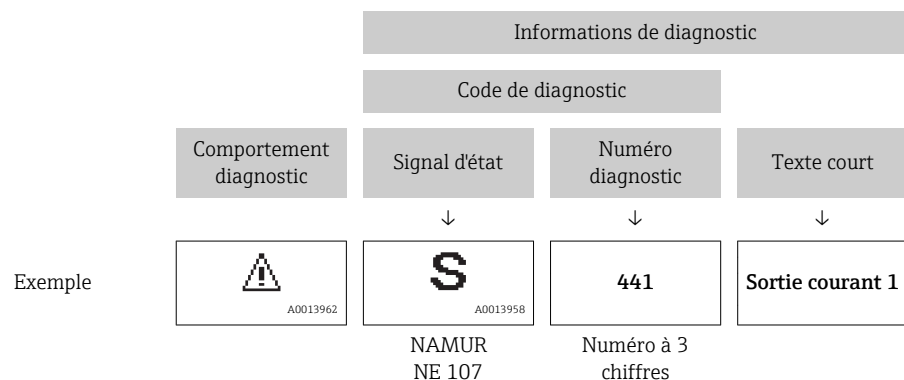 Informations de diagnostic
Code de diagnostic
Comportement
diagnostic
Signal d'état
Numéro
diagnostic
Texte court
↓
↓
↓
Exemple
A0013962
S
A0013958
441
Sortie courant 1
NAMUR
NE 107
Numéro à 3
chiffres